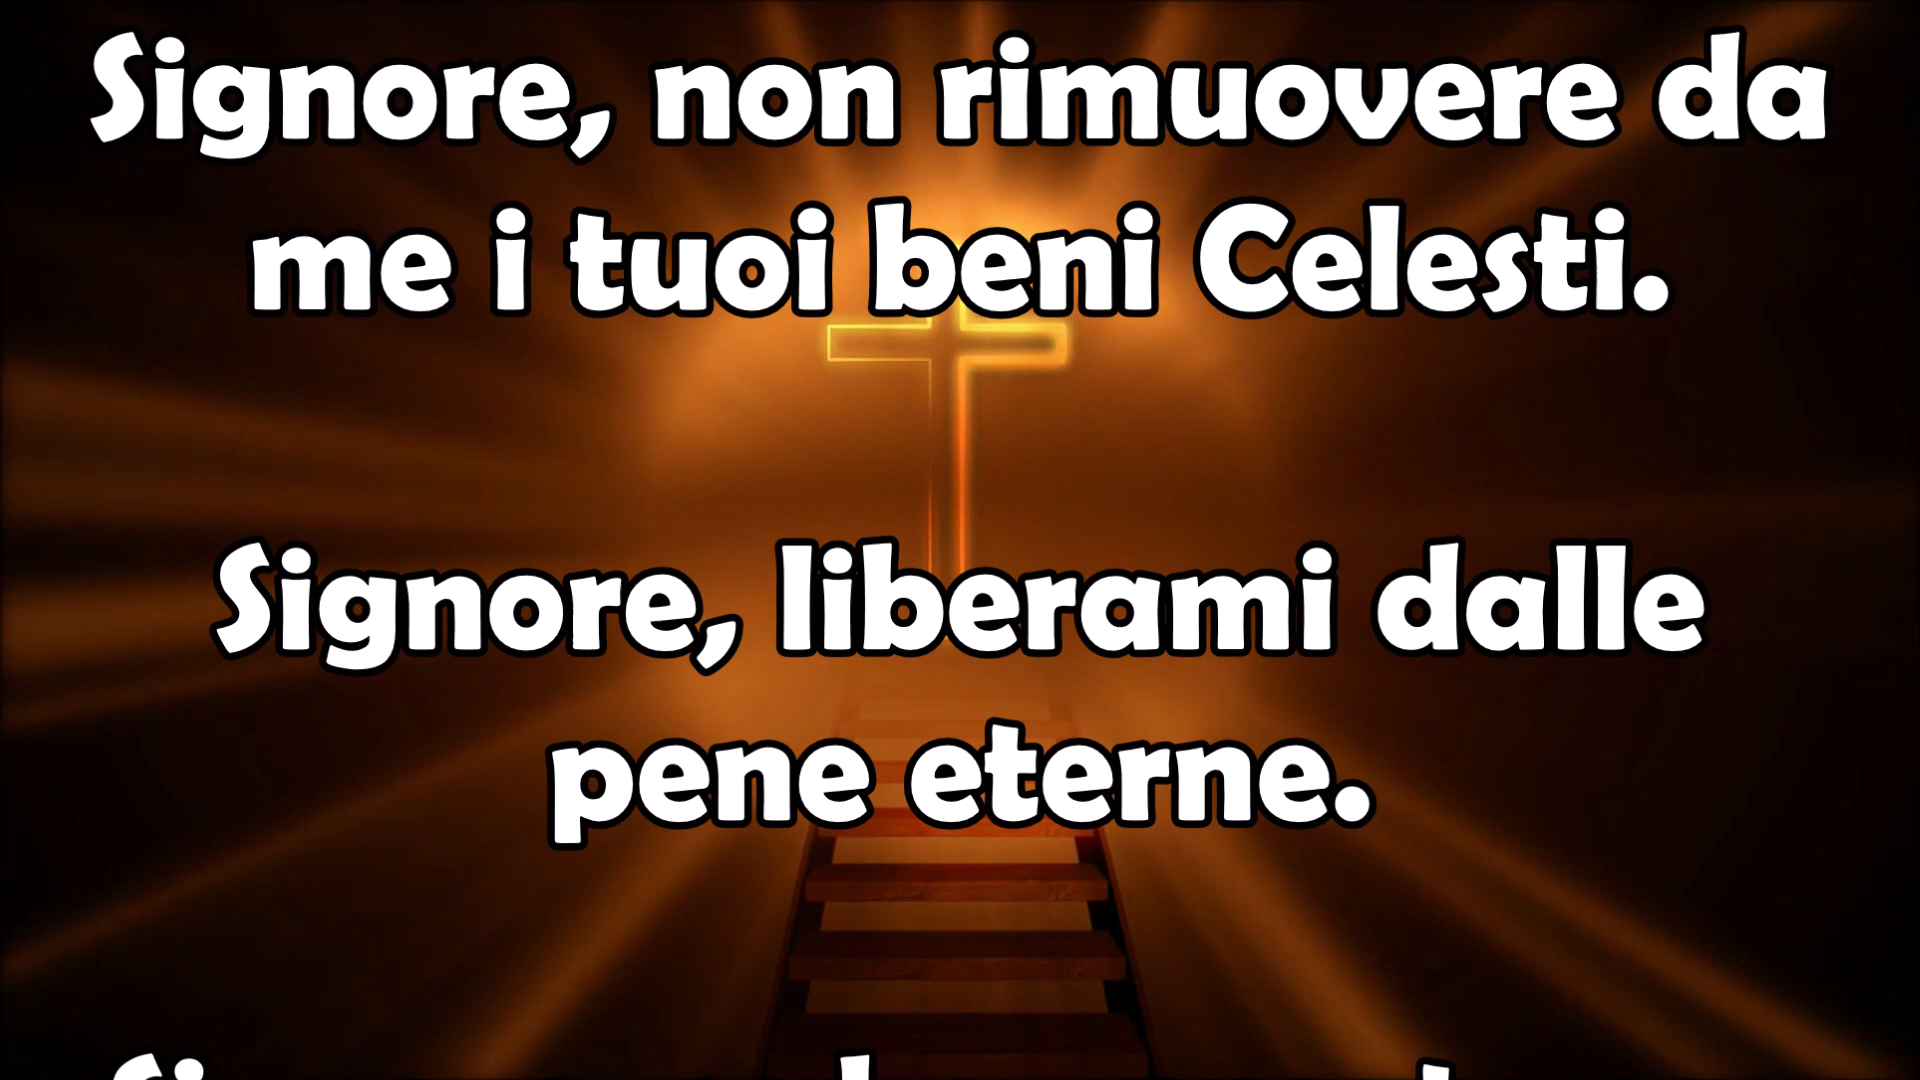 Signore, non rimuovere da
me i tuoi beni Celesti.
Signore, liberami dalle
pene eterne.